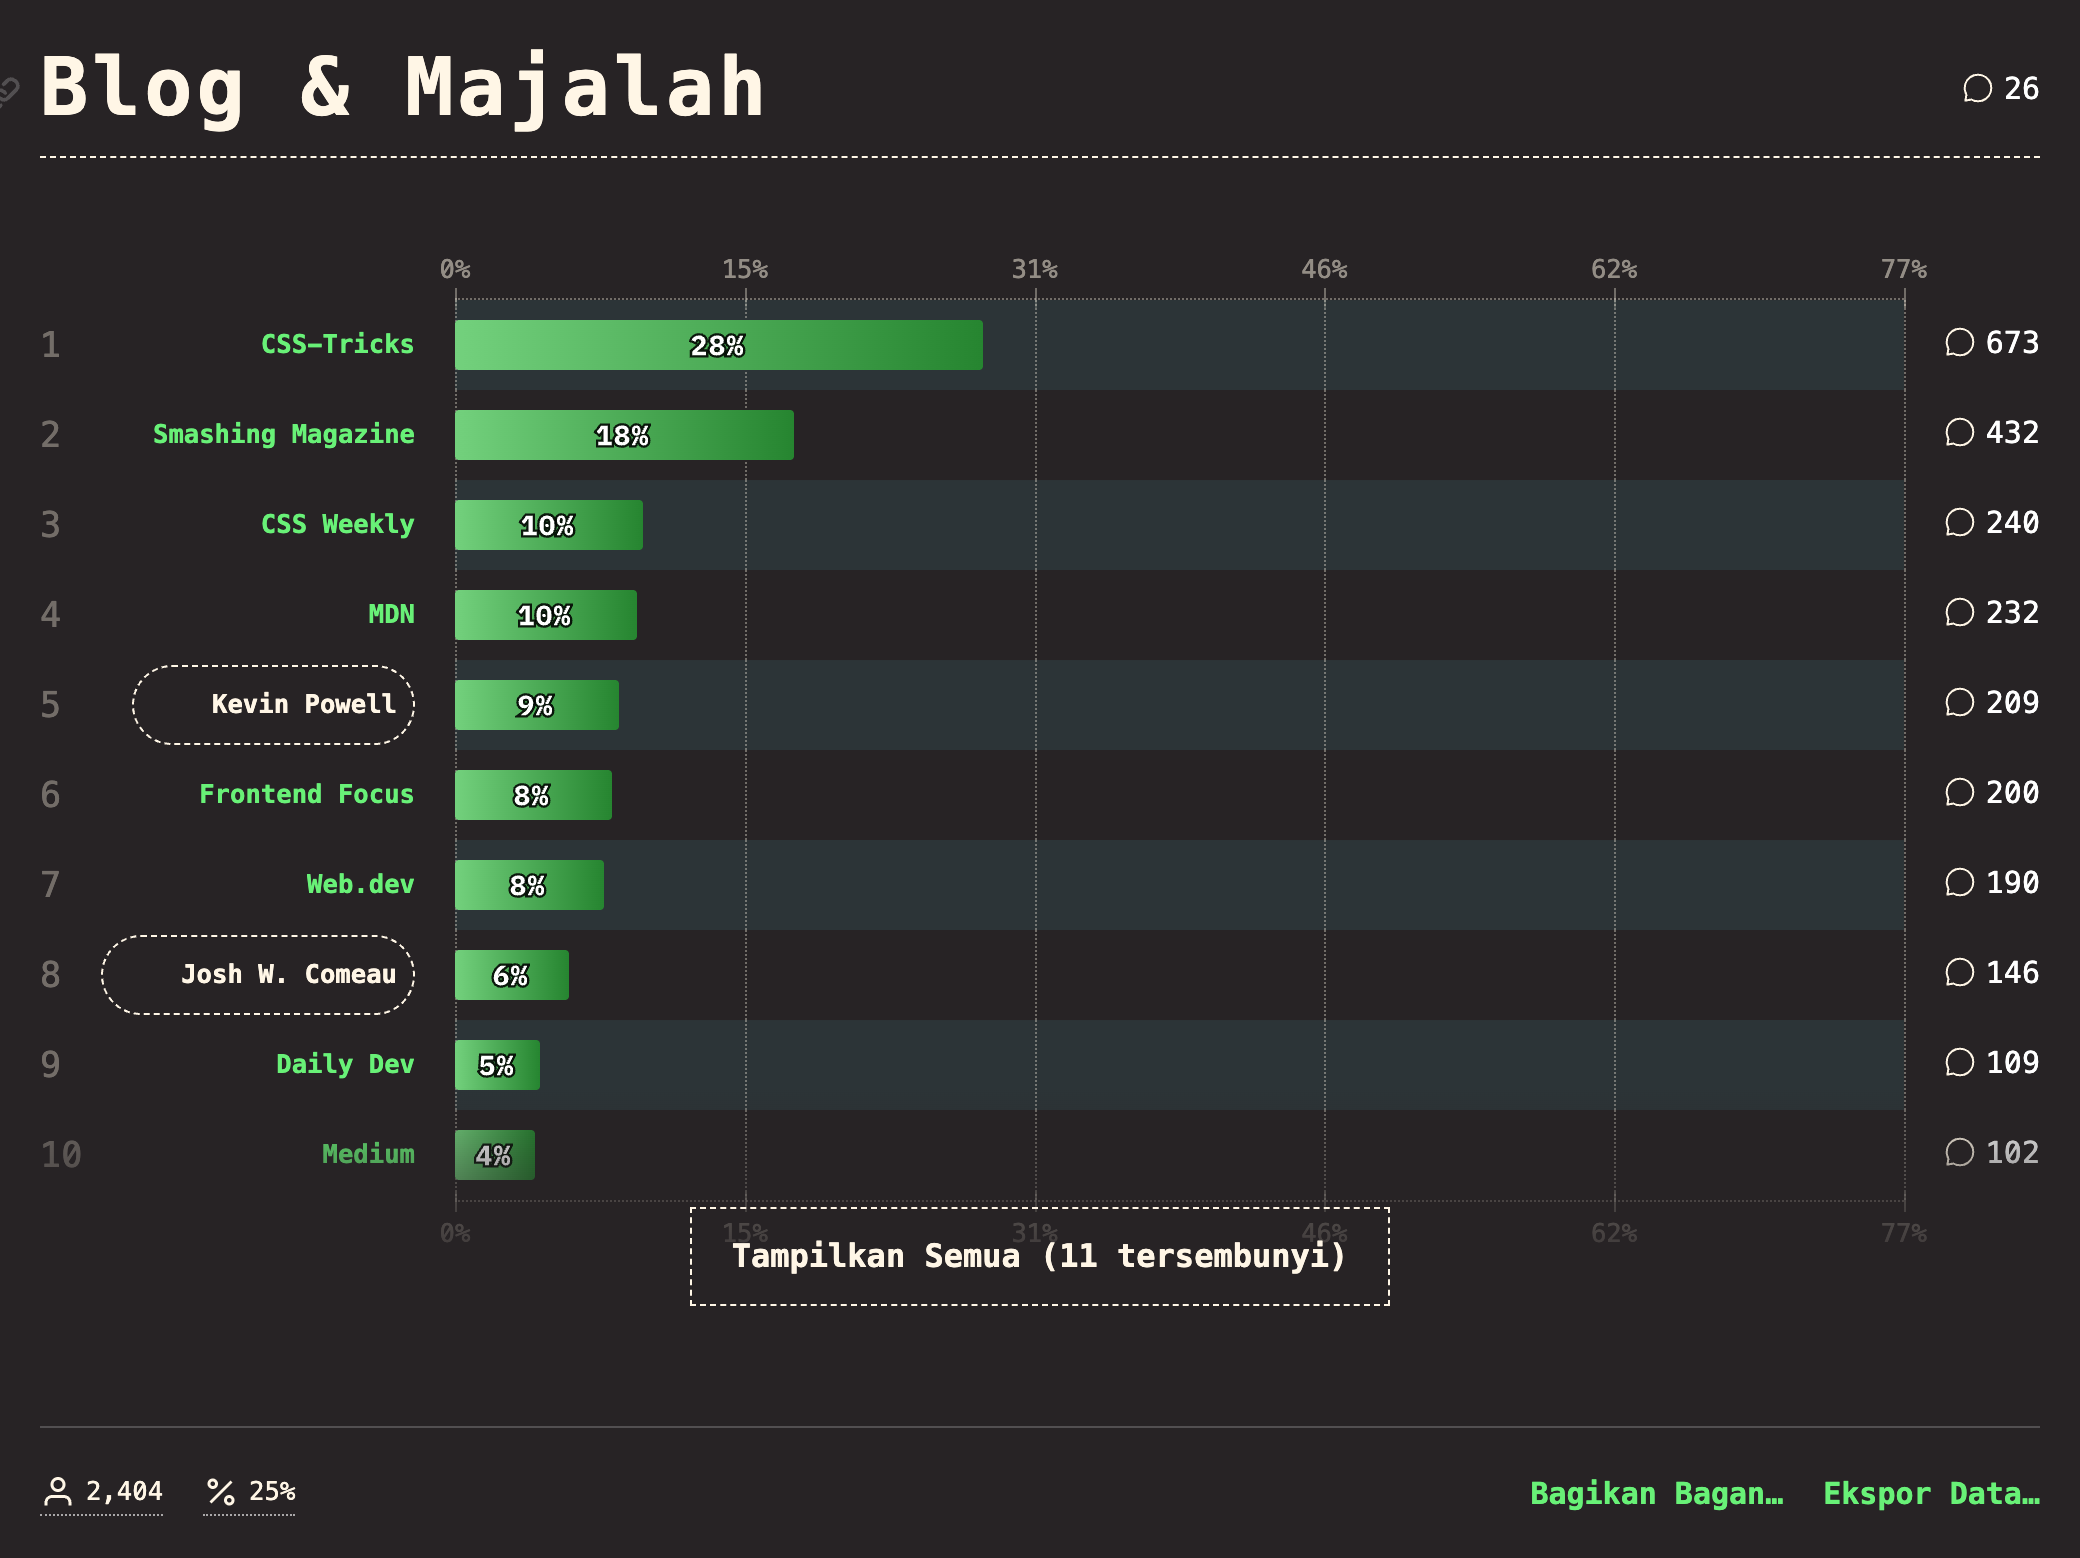 Blog & Majalah
26
0% 15% 31% 46% 62% 77%
1 CSS-Tricks 28% 673
2 Smashing Magazine 18% 432
3 CSS Weekly 10% 240
4 MDN 10% 232
5 Kevin Powell 9% 209
6 Frontend Focus 8% 200
7 Web.dev 8% 190
8 Josh W. Comeau 6% 146
9 Daily Dev 5% 109
10 Medium 4% 102
0% 15% 31% 46% 62% 77%
Tampilkan Semua (11 tersembunyi)
2,404 25% Bagikan Bagan… Ekspor Data…